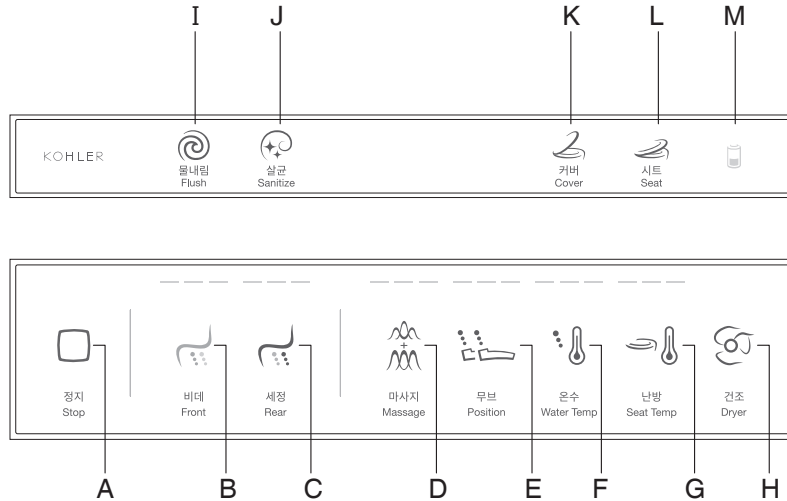 I J K L M
KOHLER
물내림 살균 커버 시트
Flush Sanitize Cover Seat
정지 비데 세정 마사지 무브 온수 난방 건조
Stop Front Rear Massage Position Water Temp Seat Temp Dryer
A B C D E F G H